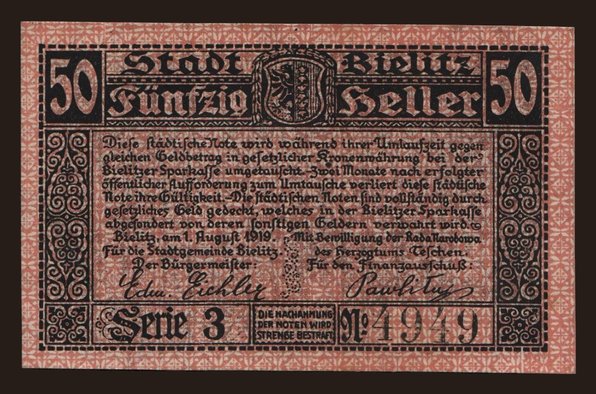 50 Stadt Bielitz 50
Fünfzig Heller
Diese städtische Note wird während ihrer Umlaufzeit gegen
gleichen Geldbetrag in gesetzlicher Kronenwährung bei der
Bielitzer Sparkasse umgetauscht. Zwei Monate nach erfolgter
öffentlicher Aufforderung zum Umtausche verliert diese städtische
Note ihre Gültigkeit. Die städtischen Noten sind vollständig durch
gesetzliches Geld gedeckt, welches in der Bielitzer Sparkasse
abgesondert von deren sonstigen Geldern verwahrt wird.
Bielitz, am 1. August 1919. Mit Bewilligung der Rada Narodowa
Für die Stadtgemeinde Bielitz: des Herzogtums Teschen.
Der Bürgermeister: Für den Finanzausschuß:
Edm. Eichler
Serie 3 DIE NACHAHMUNG No 4949
DER NOTEN WIRD
STRENGE BESTRAFT